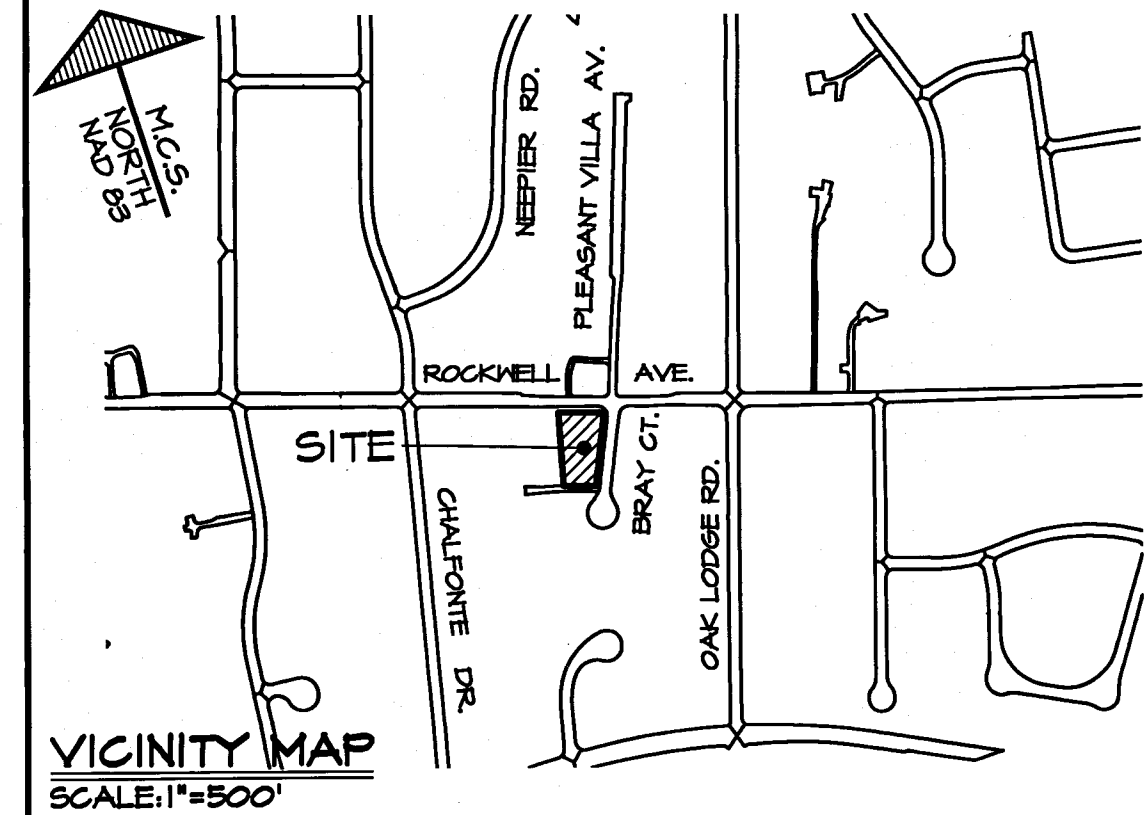 M.C.S.
NORTH
NAD 83
NEEPIER RD.
PLEASANT VILLA AV.
ROCKWELL AVE.
SITE
BRAY CT.
CHALFONTE DR.
OAK LODGE RD.
VICINITY MAP
SCALE:1"=500'